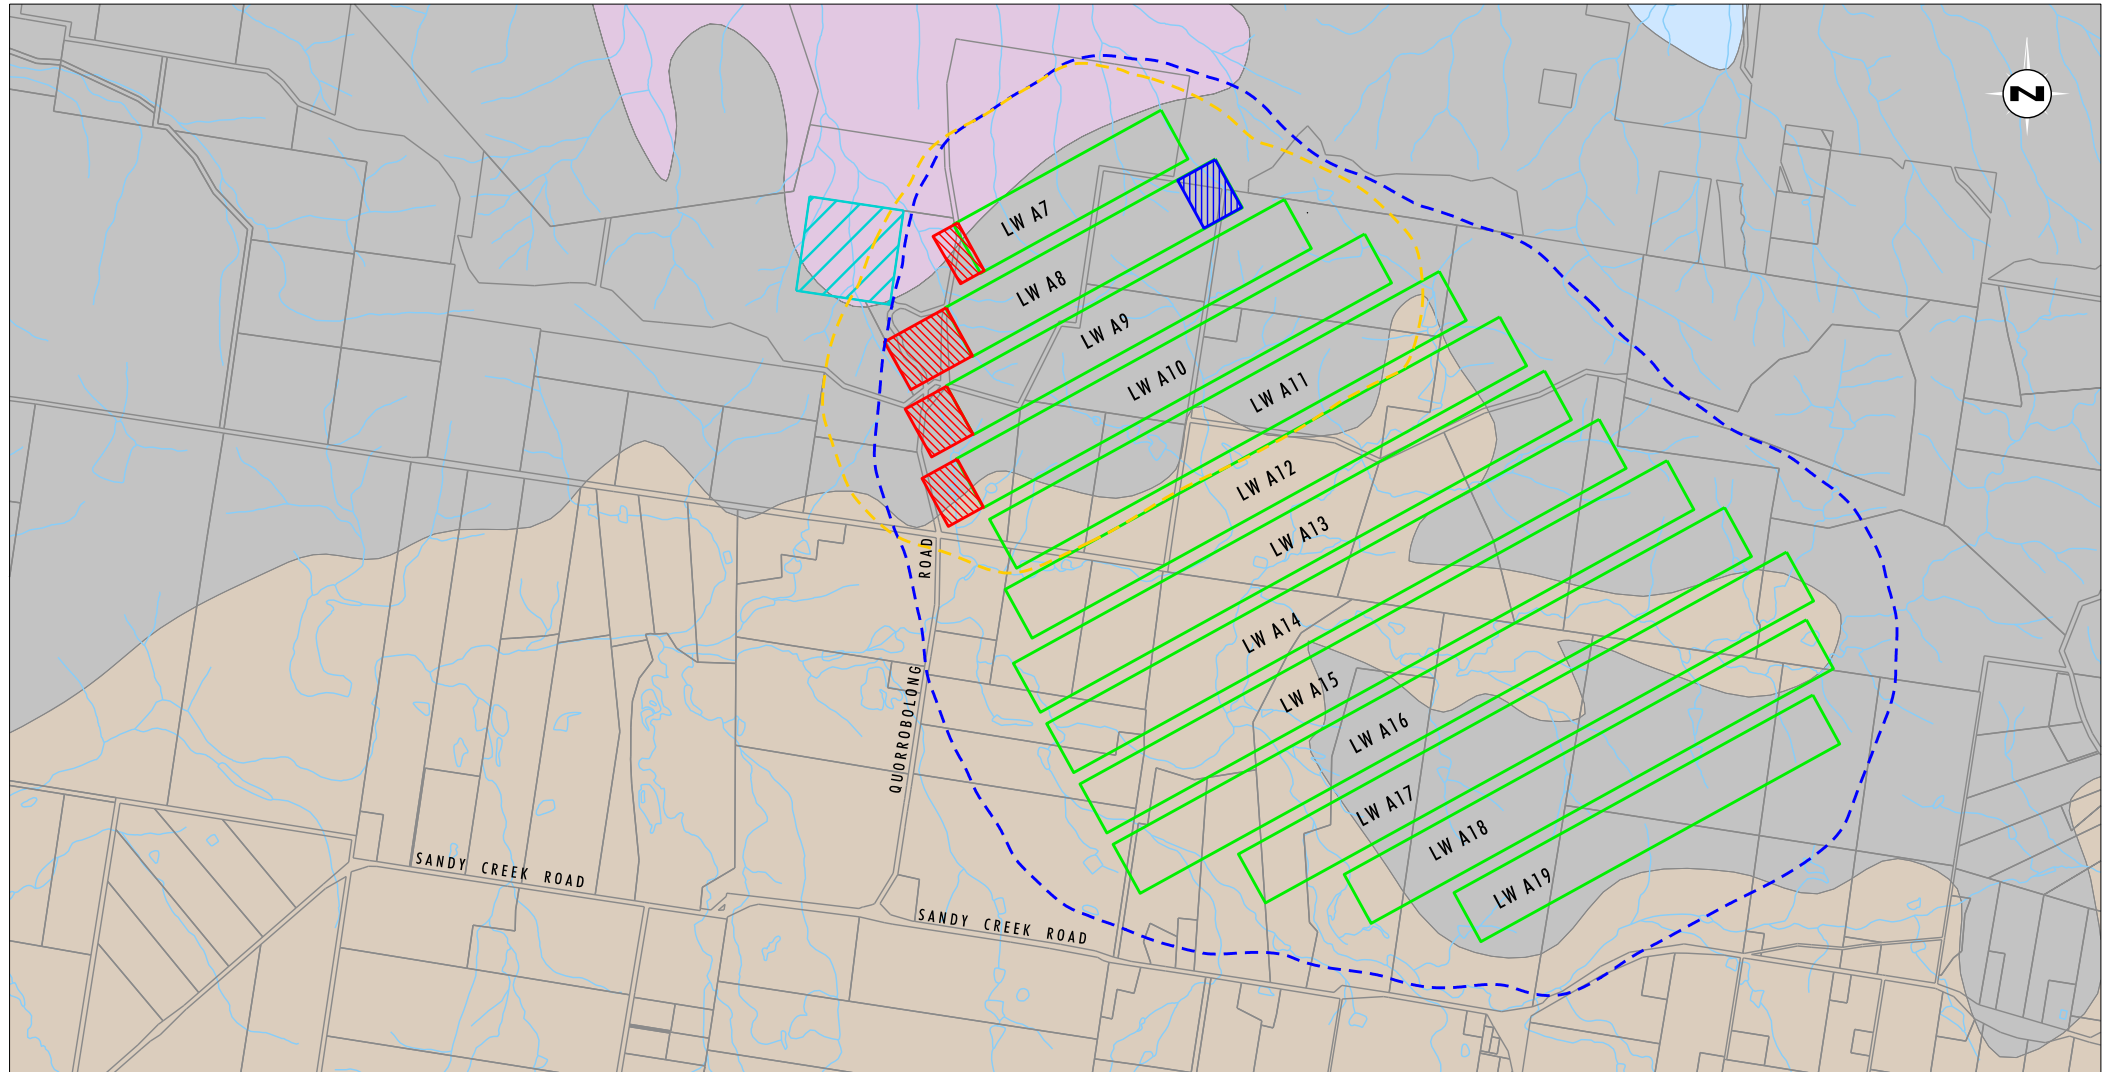 N
LW A7
LW A8
LW A9
LW A10
LW A11
LW A12
LW A13
LW A14
LW A15
LW A16
LW A17
LW A18
LW A19
QUORROBOLONG ROAD
SANDY CREEK ROAD
SANDY CREEK ROAD